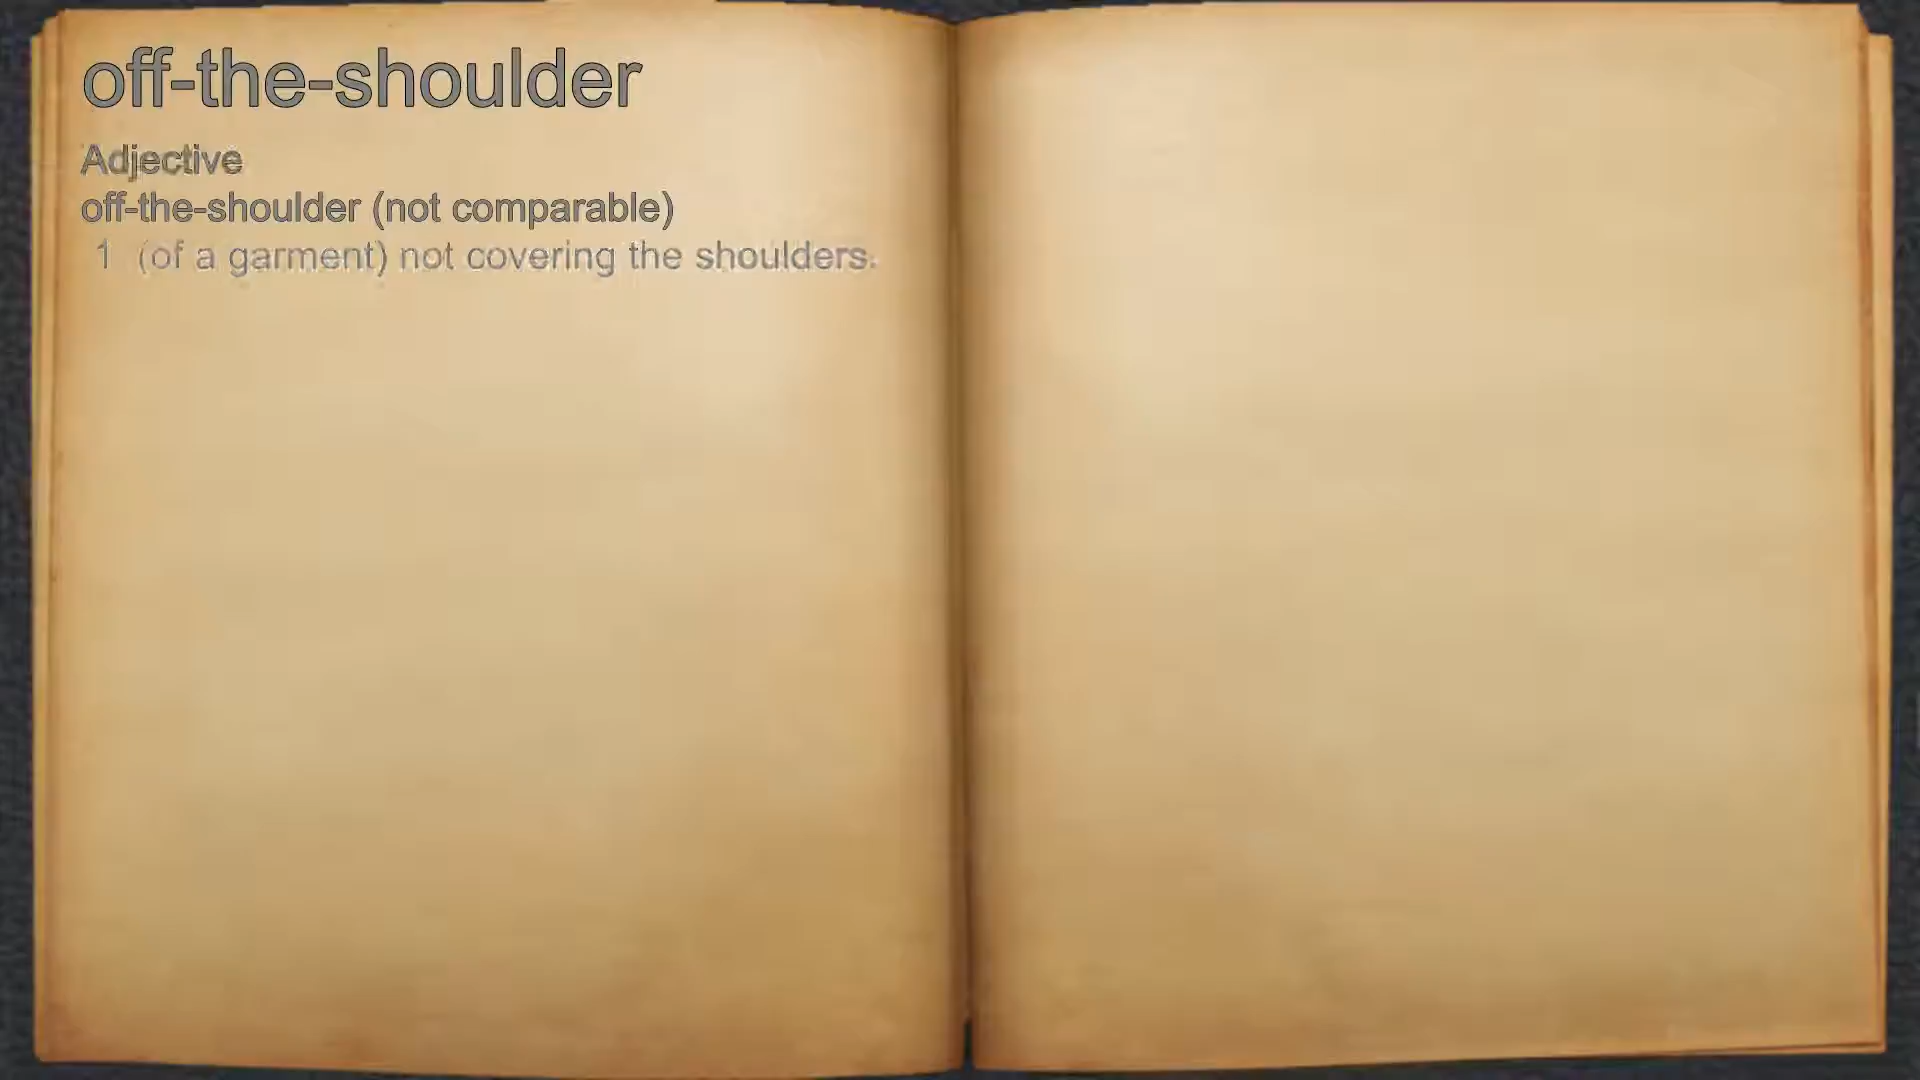 off-the-shoulder
Adjective
off-the-shoulder (not comparable)
1 (of a garment) not covering the shoulders.